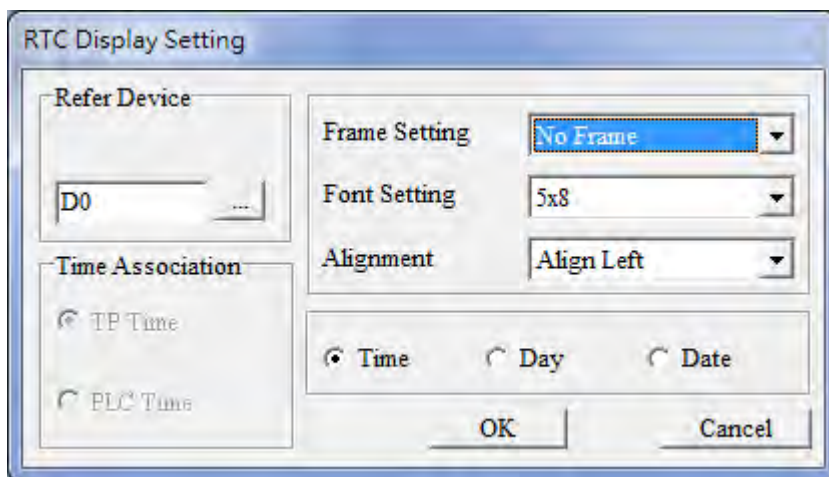 RTC Display Setting
Refer Device
D0 ...
Time Association
TP Time
PLC Time
Frame Setting No Frame
Font Setting 5x8
Alignment Align Left
Time Day Date
OK Cancel